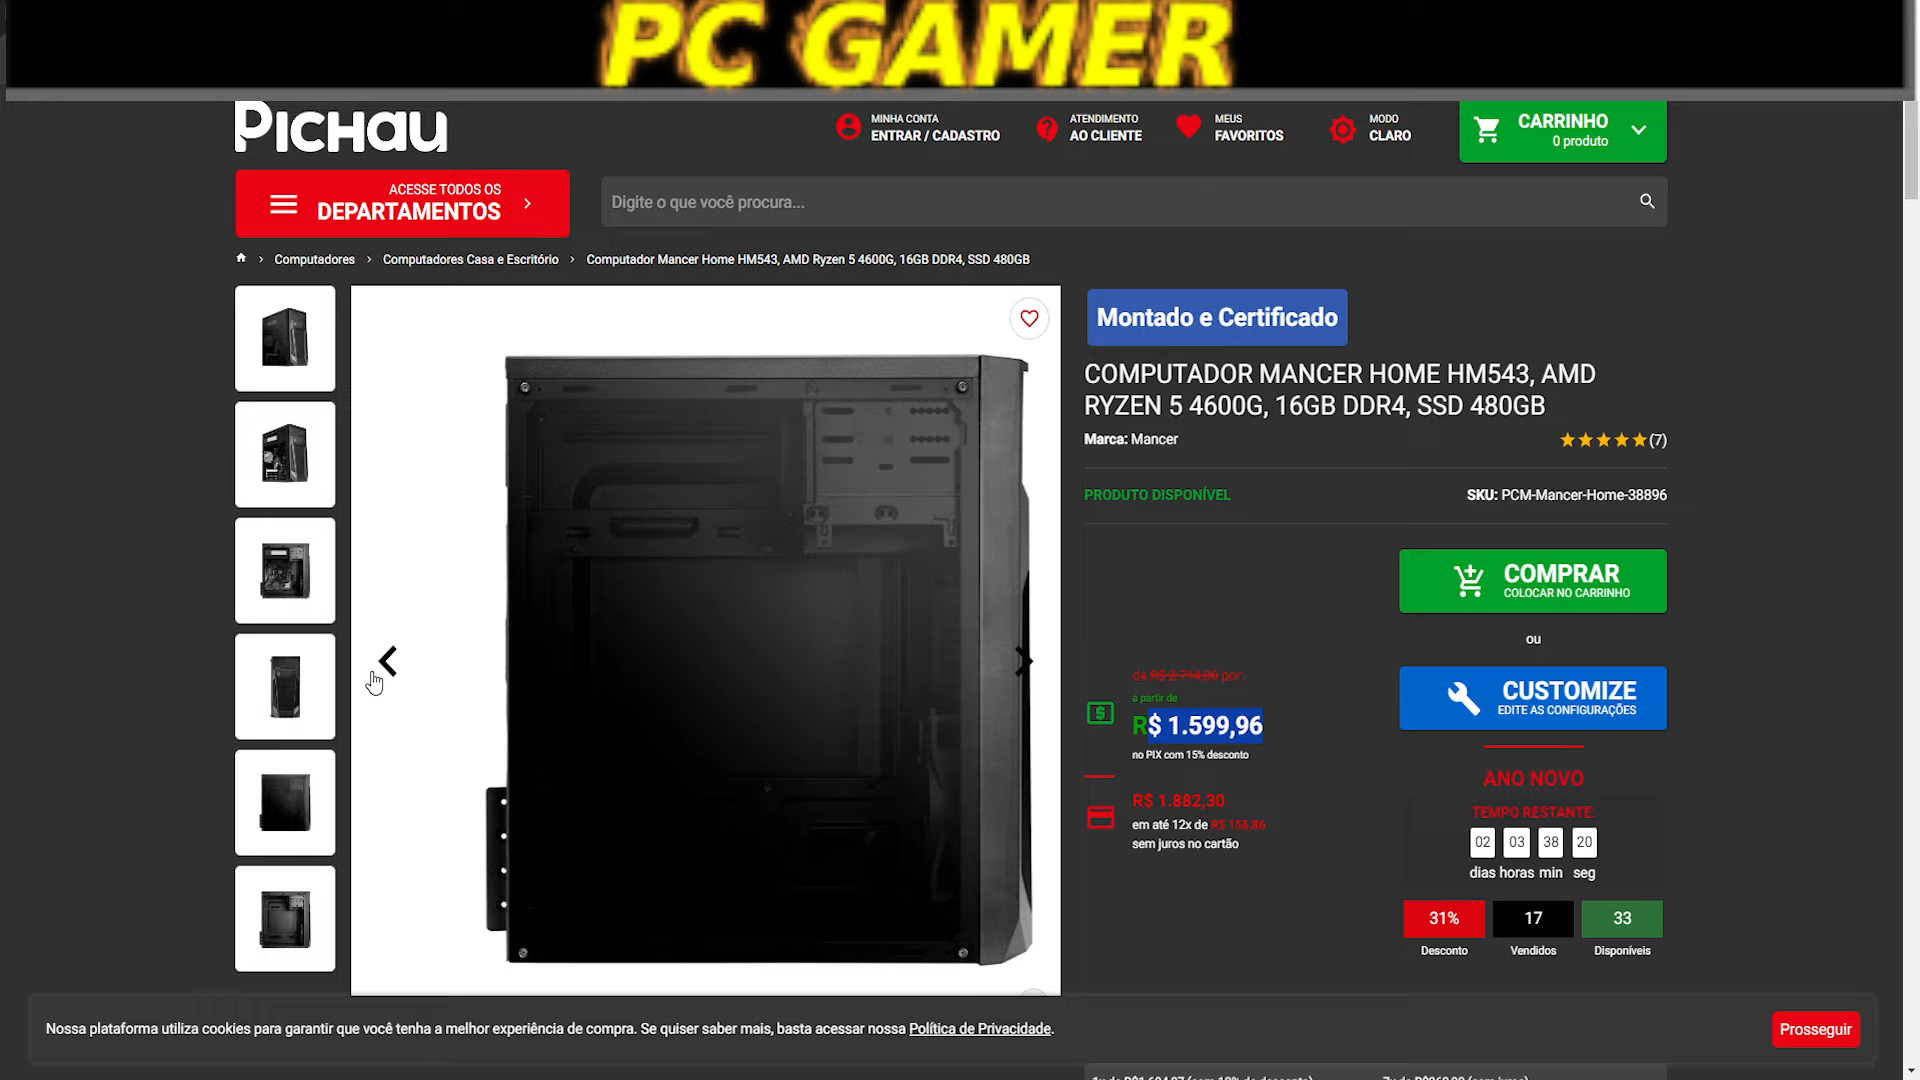 PC GAMER
PICHAU
MINHA CONTA
ENTRAR / CADASTRO
ATENDIMENTO
AO CLIENTE
MEUS
FAVORITOS
MODO
CLARO
CARRINHO
0 produto
ACESSE TODOS OS
DEPARTAMENTOS
Digite o que você procura...
Computadores > Computadores Casa e Escritório > Computador Mancer Home HM543, AMD Ryzen 5 4600G, 16GB DDR4, SSD 480GB
Montado e Certificado
COMPUTADOR MANCER HOME HM543, AMD
RYZEN 5 4600G, 16GB DDR4, SSD 480GB
Marca: Mancer
(7)
PRODUTO DISPONÍVEL
SKU: PCM-Mancer-Home-38896
COMPRAR
COLOCAR NO CARRINHO
ou
de por:
a partir de
R$ 1.599,96
no PIX com 15% desconto
CUSTOMIZE
EDITE AS CONFIGURAÇÕES
R$ 1.882,30
em até 12x de R$ 156,86
sem juros no cartão
ANO NOVO
TEMPO RESTANTE:
02 03 38 20
dias horas min seg
31% 17 33
Desconto Vendidos Disponíveis
Nossa plataforma utiliza cookies para garantir que você tenha a melhor experiência de compra. Se quiser saber mais, basta acessar nossa Política de Privacidade.
Prosseguir